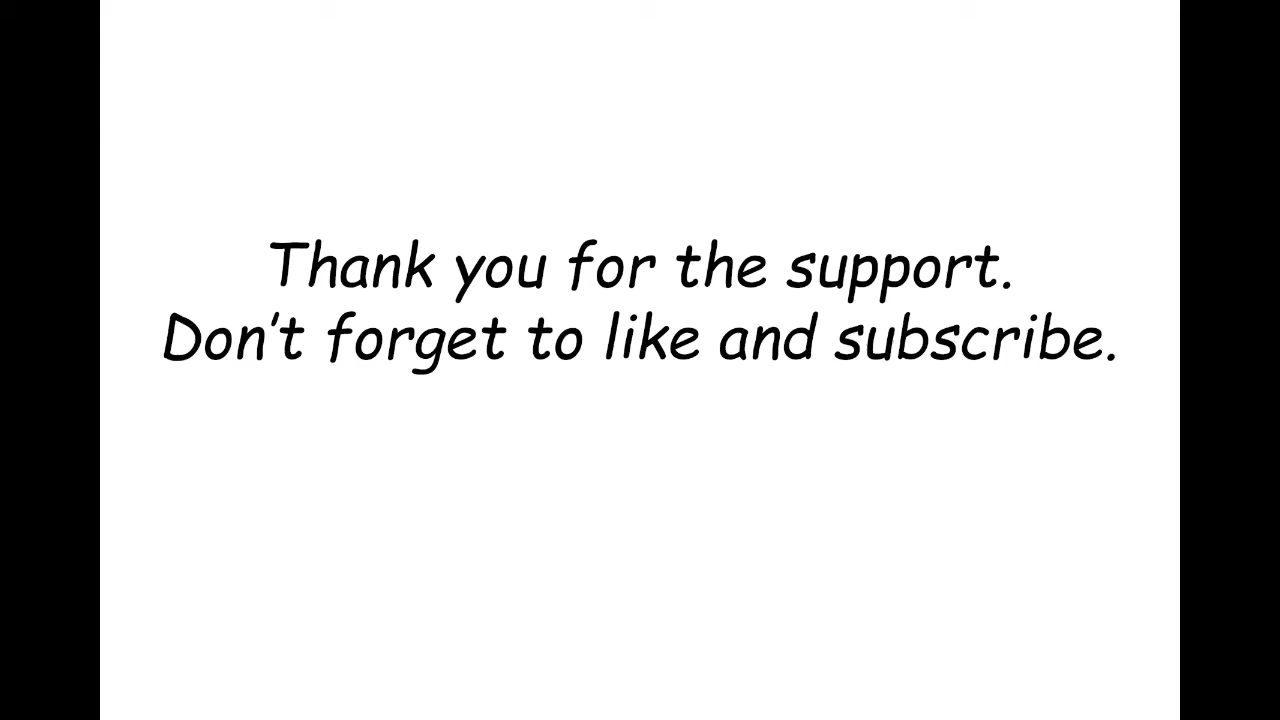 Thank you for the support.
Don’t forget to like and subscribe.